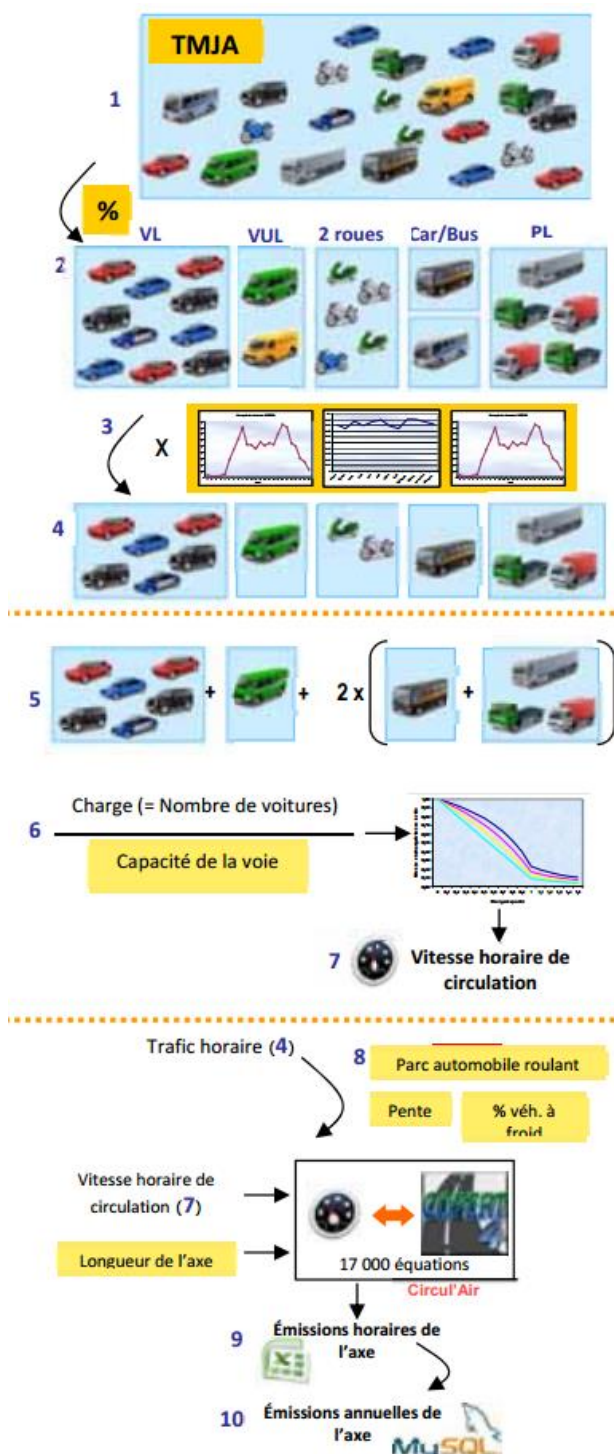 TMJA
1
%
VL VUL 2 roues Car/Bus PL
2
3
X
4
5 + + 2 x ( + )
Charge (= Nombre de voitures)
6
Capacité de la voie
7 Vitesse horaire de
circulation
Trafic horaire (4)
8
Parc automobile roulant
Pente
% véh. à
froid
Vitesse horaire de
circulation (7)
Longueur de l'axe
COPERT
4
17 000 équations
Circul'Air
9 Émissions horaires de
l'axe
10 Émissions annuelles de
l'axe
MySQL